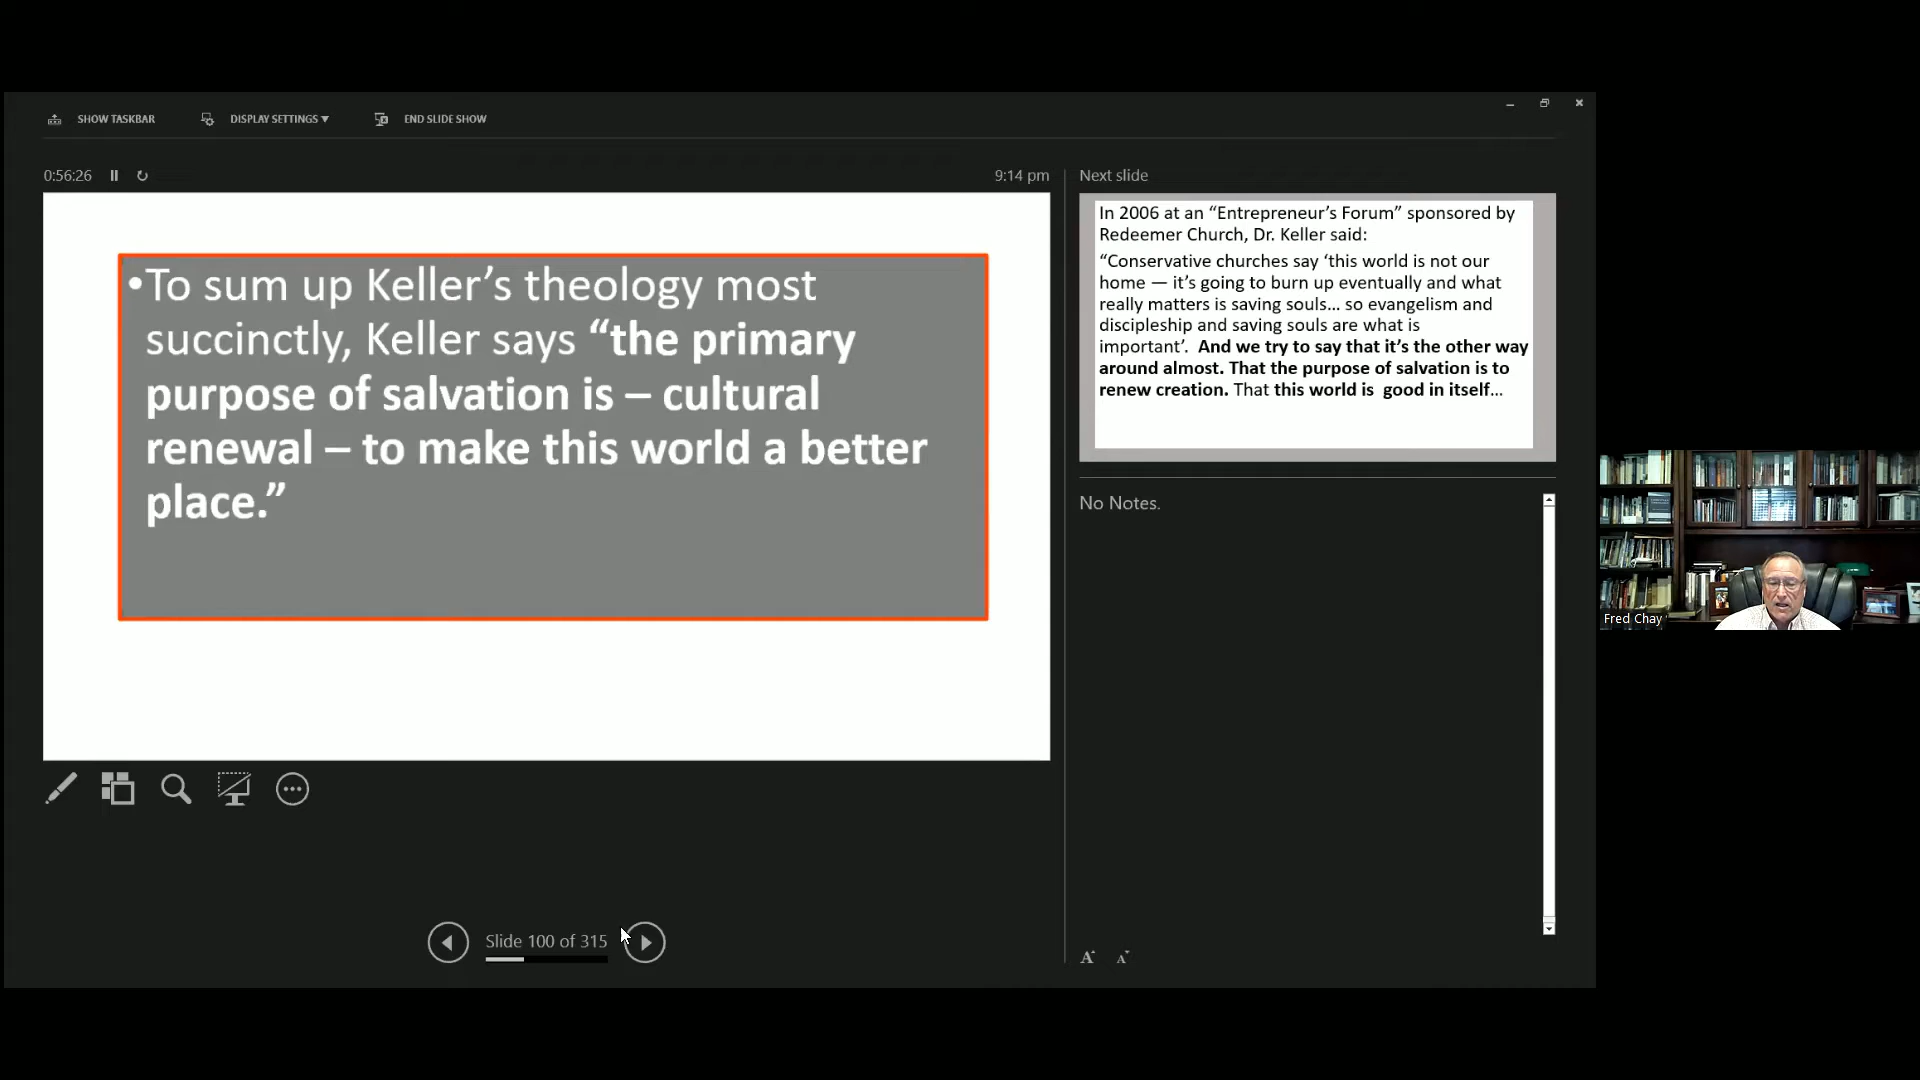 SHOW TASKBAR
DISPLAY SETTINGS ▾
END SLIDE SHOW
0:56:26
9:14 pm
•To sum up Keller’s theology most
succinctly, Keller says “the primary
purpose of salvation is – cultural
renewal – to make this world a better
place.”
Slide 100 of 315
Next slide
In 2006 at an “Entrepreneur’s Forum” sponsored by
Redeemer Church, Dr. Keller said:
“Conservative churches say ‘this world is not our
home — it’s going to burn up eventually and what
really matters is saving souls… so evangelism and
discipleship and saving souls are what is
important’. And we try to say that it’s the other way
around almost. That the purpose of salvation is to
renew creation. That this world is good in itself…
No Notes.
A A
Fred Chay